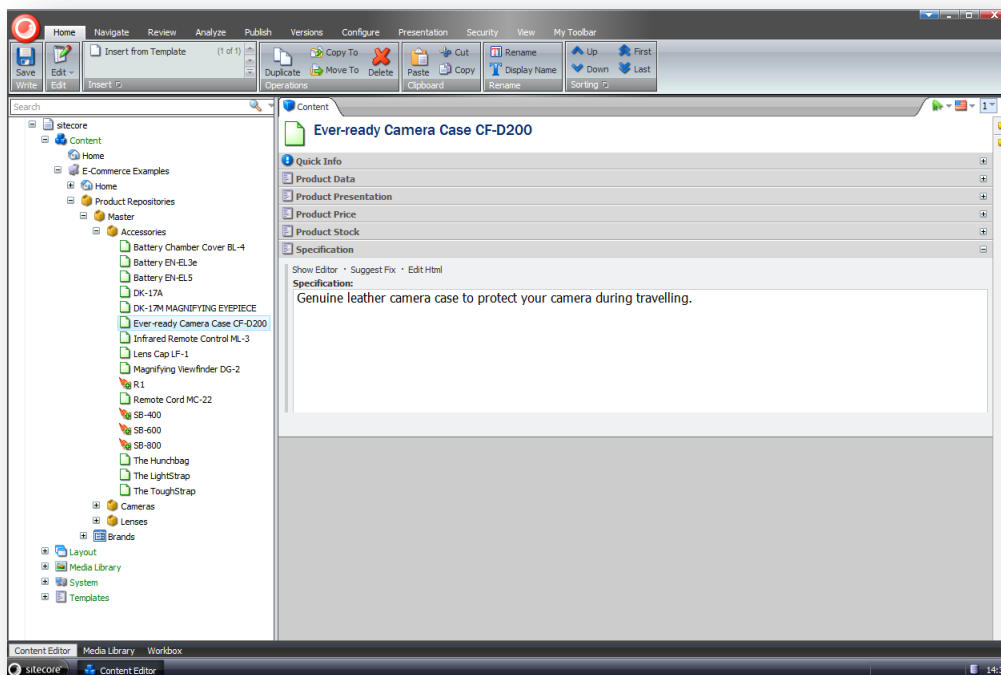 Home Navigate Review Analyze Publish Versions Configure Presentation Security View My Toolbar
Save
Write
Edit
Edit
Insert from Template (1 of 1)
Insert
Duplicate
Copy To
Move To
Delete
Operations
Paste
Cut
Copy
Clipboard
Rename
Display Name
Rename
Up
Down
First
Last
Sorting
Search
sitecore
Content
Home
E-Commerce Examples
Home
Product Repositories
Master
Accessories
Battery Chamber Cover BL-4
Battery EN-EL3e
Battery EN-EL5
DK-17A
DK-17M MAGNIFYING EYEPIECE
Ever-ready Camera Case CF-D200
Infrared Remote Control ML-3
Lens Cap LF-1
Magnifying Viewfinder DG-2
R1
Remote Cord MC-22
SB-400
SB-600
SB-800
The Hunchbag
The LightStrap
The ToughStrap
Cameras
Lenses
Brands
Layout
Media Library
System
Templates
Content
1
Ever-ready Camera Case CF-D200
Quick Info
Product Data
Product Presentation
Product Price
Product Stock
Specification
Show Editor · Suggest Fix · Edit Html
Specification:
Genuine leather camera case to protect your camera during travelling.
Content Editor Media Library Workbox
sitecore Content Editor